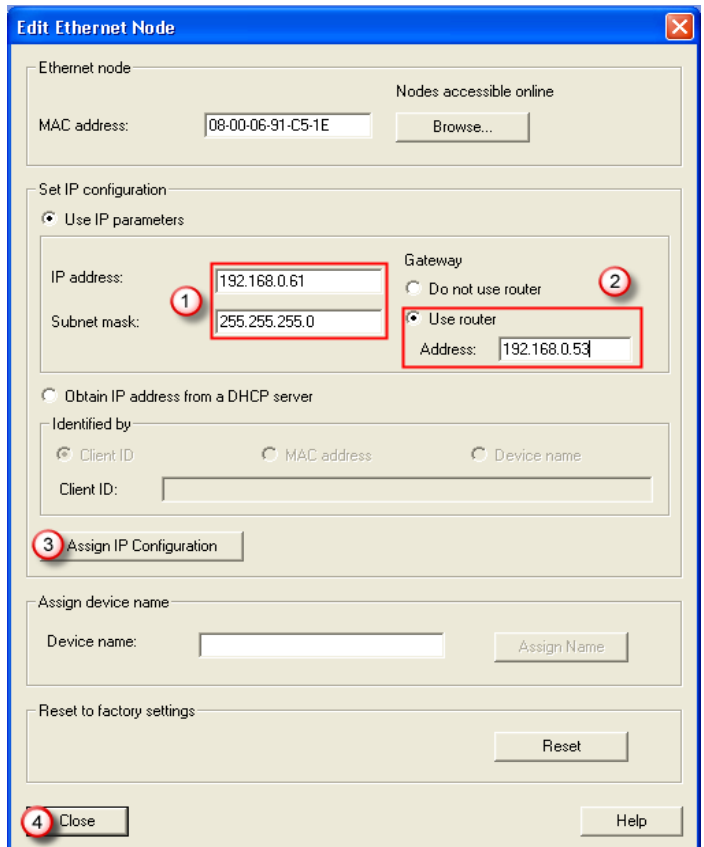 Edit Ethernet Node
Ethernet node
Nodes accessible online
MAC address: 08-00-06-91-C5-1E Browse...
Set IP configuration
Use IP parameters
IP address: 192.168.0.61
Subnet mask: 255.255.255.0
1
Gateway
2
Do not use router
Use router
Address: 192.168.0.53
Obtain IP address from a DHCP server
Identified by
Client ID MAC address Device name
Client ID:
3 Assign IP Configuration
Assign device name
Device name: Assign Name
Reset to factory settings
Reset
4 Close Help